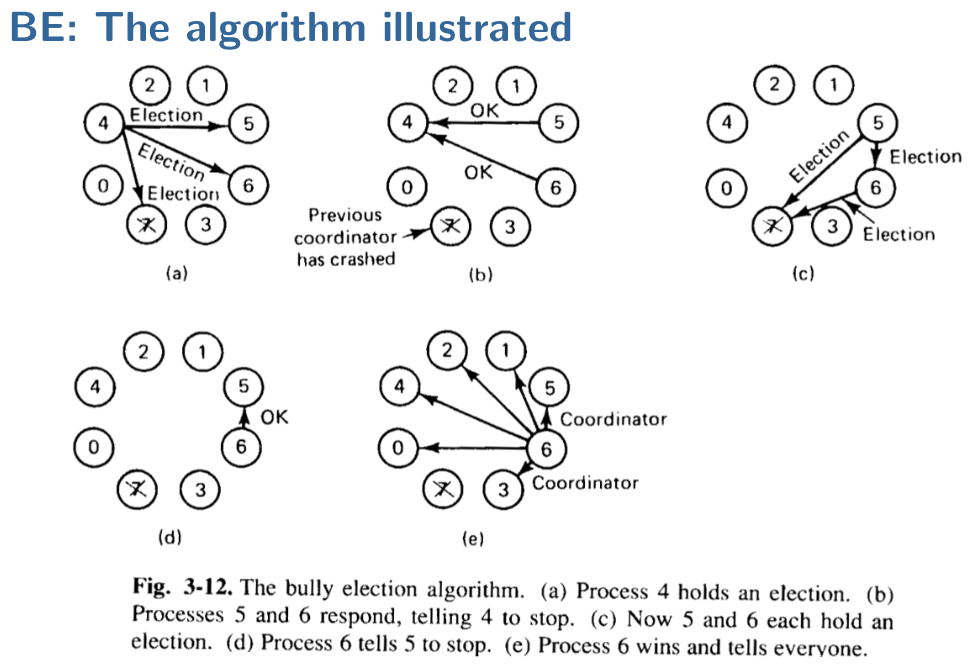 BE: The algorithm illustrated
2 1
4 Election 5
Election
0 Election 6
7 3
(a)
2 1
4 OK 5
OK
0 6
Previous
coordinator
has crashed
7 3
(b)
2 1
4 5
Election
Election
0 6
7 3
Election
(c)
2 1
4 5
OK
0 6
7 3
(d)
2 1
4 5
Coordinator
0 6
7 3 Coordinator
(e)
Fig. 3-12. The bully election algorithm. (a) Process 4 holds an election. (b)
Processes 5 and 6 respond, telling 4 to stop. (c) Now 5 and 6 each hold an
election. (d) Process 6 tells 5 to stop. (e) Process 6 wins and tells everyone.